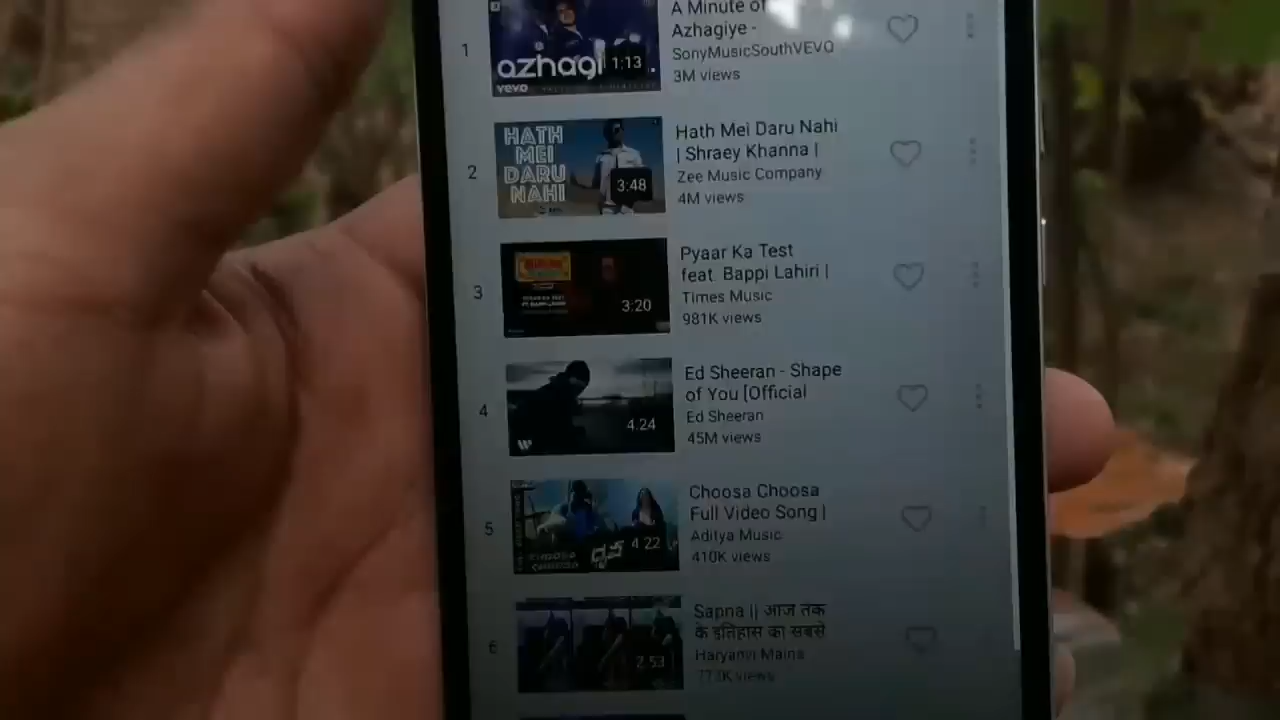 1
azhagi
1:13
vevo
A Minute of
Azhagiye -
SonyMusicSouthVEVO
3M views
2
HATH
MEI
DARU
NAHI
3:48
Hath Mei Daru Nahi
| Shraey Khanna |
Zee Music Company
4M views
3
3:20
Pyaar Ka Test
feat. Bappi Lahiri |
Times Music
981K views
4
4:24
Ed Sheeran - Shape
of You [Official
Ed Sheeran
45M views
5
4:22
Choosa Choosa
Full Video Song |
Aditya Music
410K views
6
2:53
Sapna || आज तक
के इतिहास का सबसे
Haryanvi Maina
views